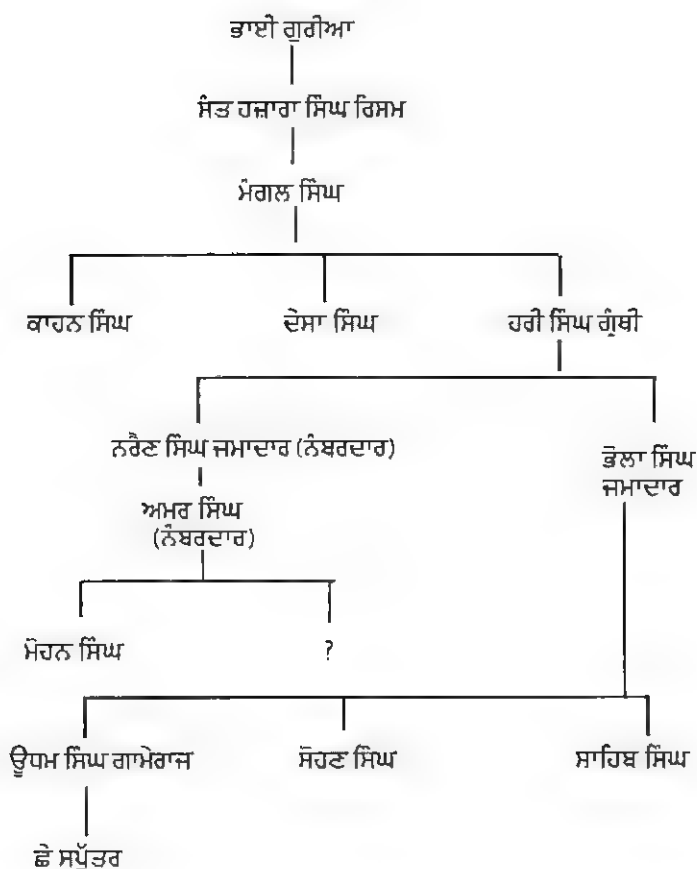 ਭਾਈ ਗੁਰੀਆ
ਸੰਤ ਹਜ਼ਾਰਾ ਸਿੰਘ ਰਿਸਮ
ਮੰਗਲ ਸਿੰਘ
ਕਾਹਨ ਸਿੰਘ
ਦੇਸਾ ਸਿੰਘ
ਹਰੀ ਸਿੰਘ ਗ੍ਰੰਥੀ
ਨਰੈਣ ਸਿੰਘ ਜਮਾਦਾਰ (ਨੰਬਰਦਾਰ)
ਭੋਲਾ ਸਿੰਘ
ਜਮਾਦਾਰ
ਅਮਰ ਸਿੰਘ
(ਨੰਬਰਦਾਰ)
ਮੋਹਨ ਸਿੰਘ
?
ਊਧਮ ਸਿੰਘ ਗਾਮੇਰਾਜ
ਸੋਹਣ ਸਿੰਘ
ਸਾਹਿਬ ਸਿੰਘ
ਛੇ ਸਪੁੱਤਰ